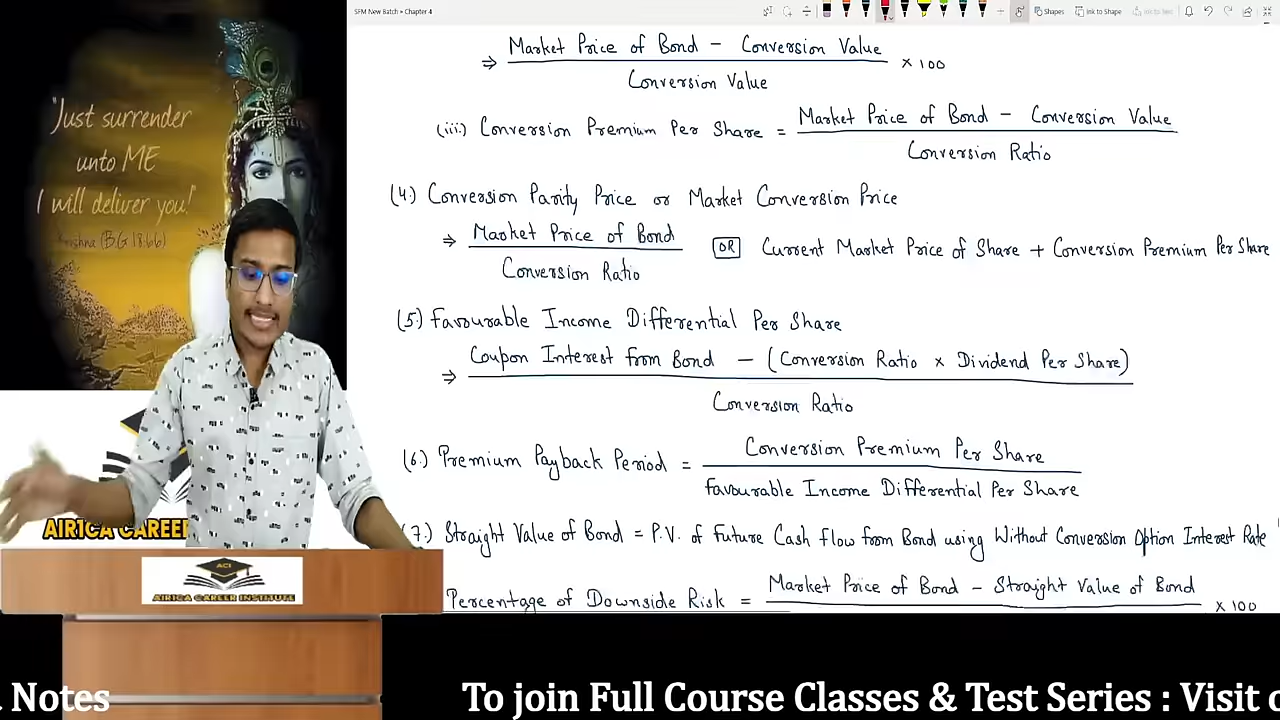 SFM New Batch » Chapter 4
Shapes
Ink to Shape
Market Price of Bond - Conversion Value
⇒ × 100
Conversion Value
(iii) Conversion Premium Per Share = Market Price of Bond - Conversion Value
Conversion Ratio
(4.) Conversion Parity Price or Market Conversion Price
⇒ Market Price of Bond OR Current Market Price of Share + Conversion Premium Per Share
Conversion Ratio
(5.) Favourable Income Differential Per Share
⇒ Coupon Interest from Bond - (Conversion Ratio × Dividend Per Share)
Conversion Ratio
(6.) Premium Payback Period = Conversion Premium Per Share
Favourable Income Differential Per Share
(7.) Straight Value of Bond = P.V. of Future Cash flow from Bond using Without Conversion Option Interest Rate
Percentage of Downside Risk = Market Price of Bond - Straight Value of Bond × 100
"Just surrender
unto ME
I will deliver you!"
Krishna (B.G 18:66)
AIR1CA CAREER
ACI
AIR1CA CAREER INSTITUTE
Notes
To join Full Course Classes & Test Series : Visit